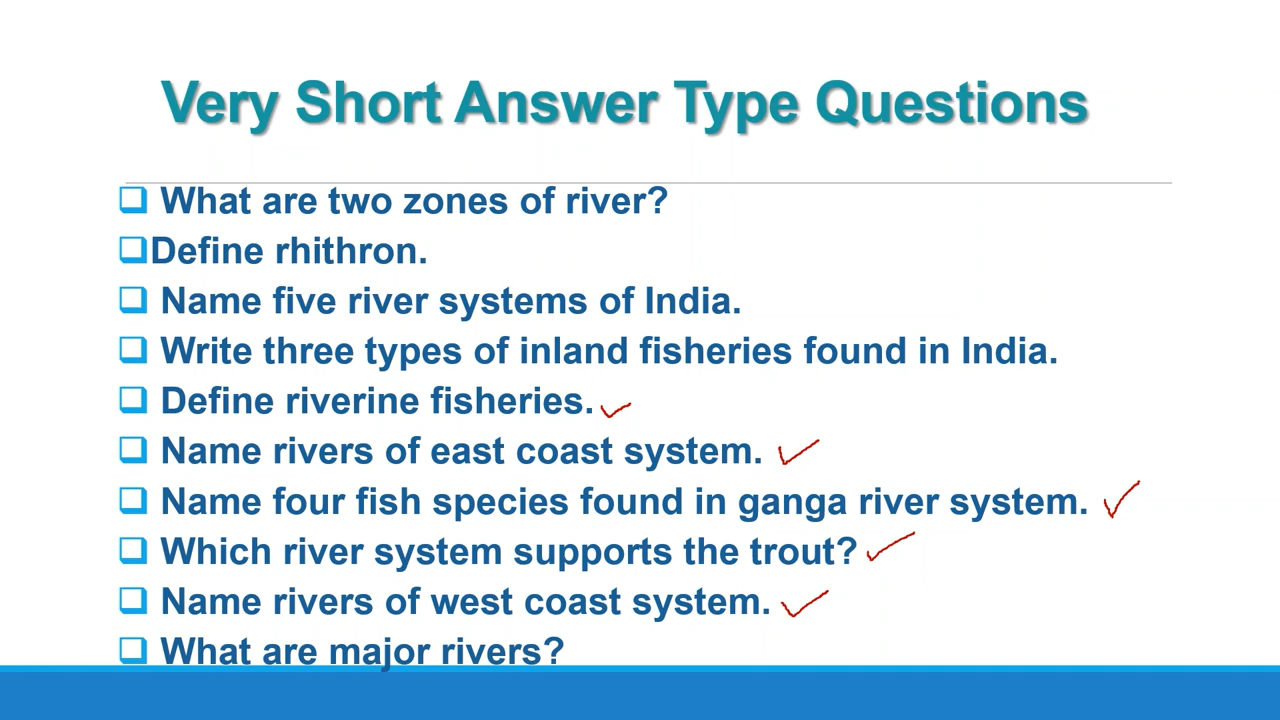 Very Short Answer Type Questions
What are two zones of river?
Define rhithron.
Name five river systems of India.
Write three types of inland fisheries found in India.
Define riverine fisheries.
Name rivers of east coast system.
Name four fish species found in ganga river system.
Which river system supports the trout?
Name rivers of west coast system.
What are major rivers?